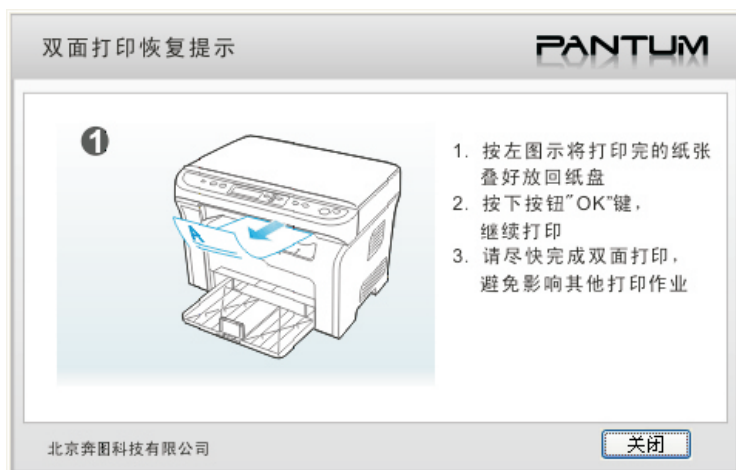 双面打印恢复提示
PANTUM
1
A
1. 按左图示将打印完的纸张
叠好放回纸盘
2. 按下按钮"OK"键，
继续打印
3. 请尽快完成双面打印，
避免影响其他打印作业
北京奔图科技有限公司
关闭